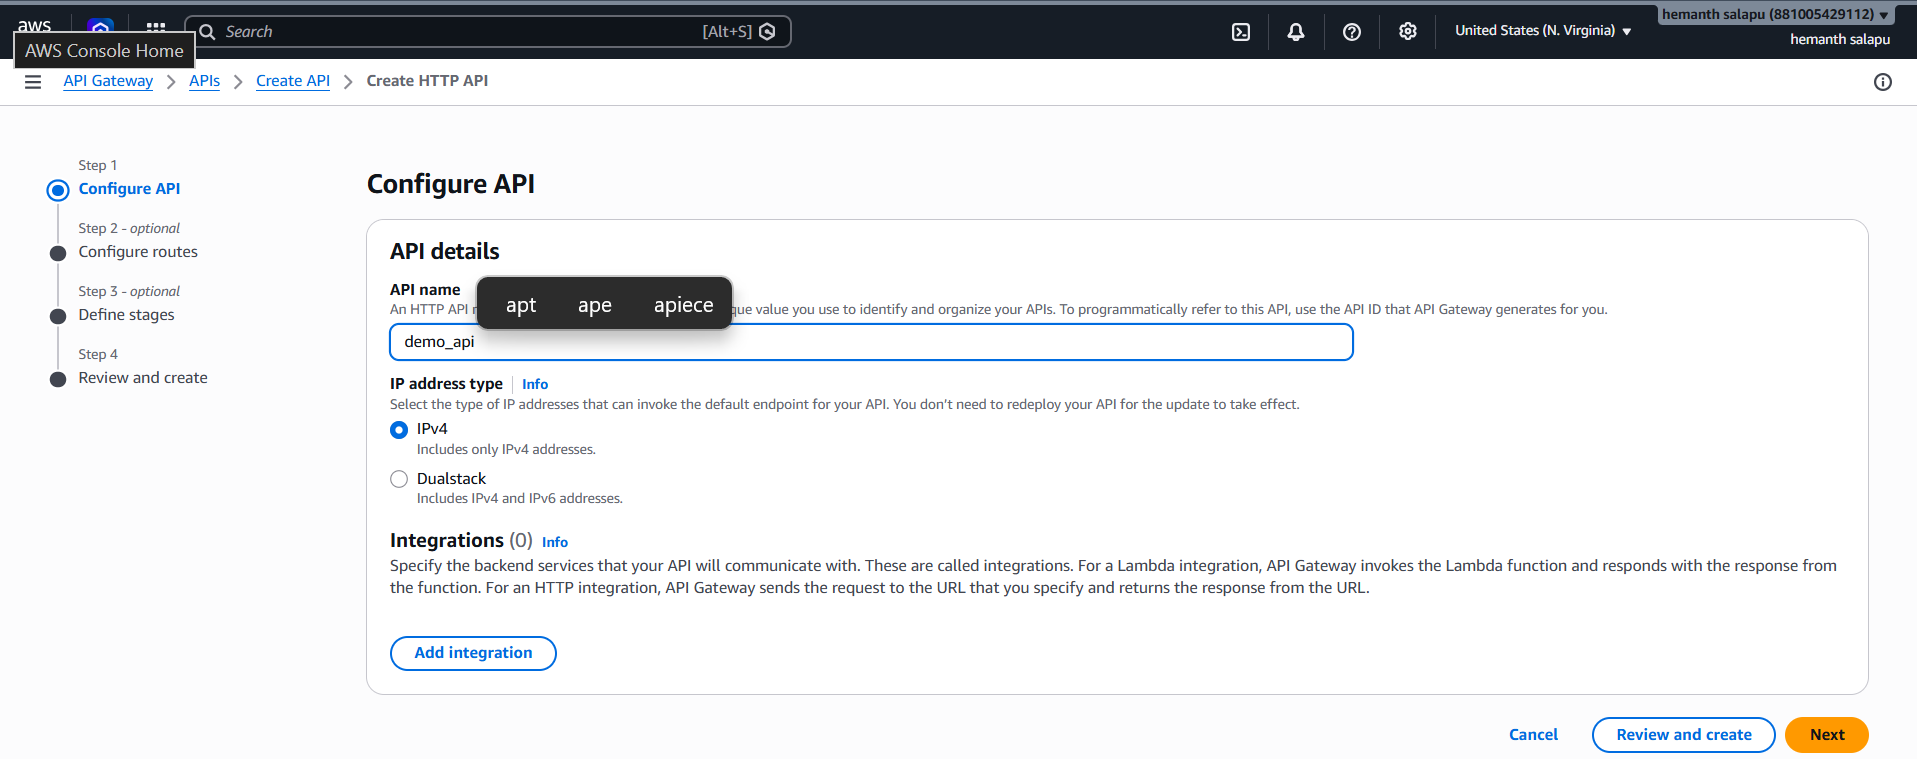 aws
Search
[Alt+S]
United States (N. Virginia)
hemanth salapu (881005429112)
hemanth salapu
AWS Console Home
API Gateway
APIs
Create API
Create HTTP API
Step 1
Configure API
Step 2 - optional
Configure routes
Step 3 - optional
Define stages
Step 4
Review and create
Configure API
API details
API name
apt ape apiece
An HTTP API que value you use to identify and organize your APIs. To programmatically refer to this API, use the API ID that API Gateway generates for you.
demo_api
IP address type
Info
Select the type of IP addresses that can invoke the default endpoint for your API. You don't need to redeploy your API for the update to take effect.
IPv4
Includes only IPv4 addresses.
Dualstack
Includes IPv4 and IPv6 addresses.
Integrations (0)
Info
Specify the backend services that your API will communicate with. These are called integrations. For a Lambda integration, API Gateway invokes the Lambda function and responds with the response from
the function. For an HTTP integration, API Gateway sends the request to the URL that you specify and returns the response from the URL.
Add integration
Cancel
Review and create
Next